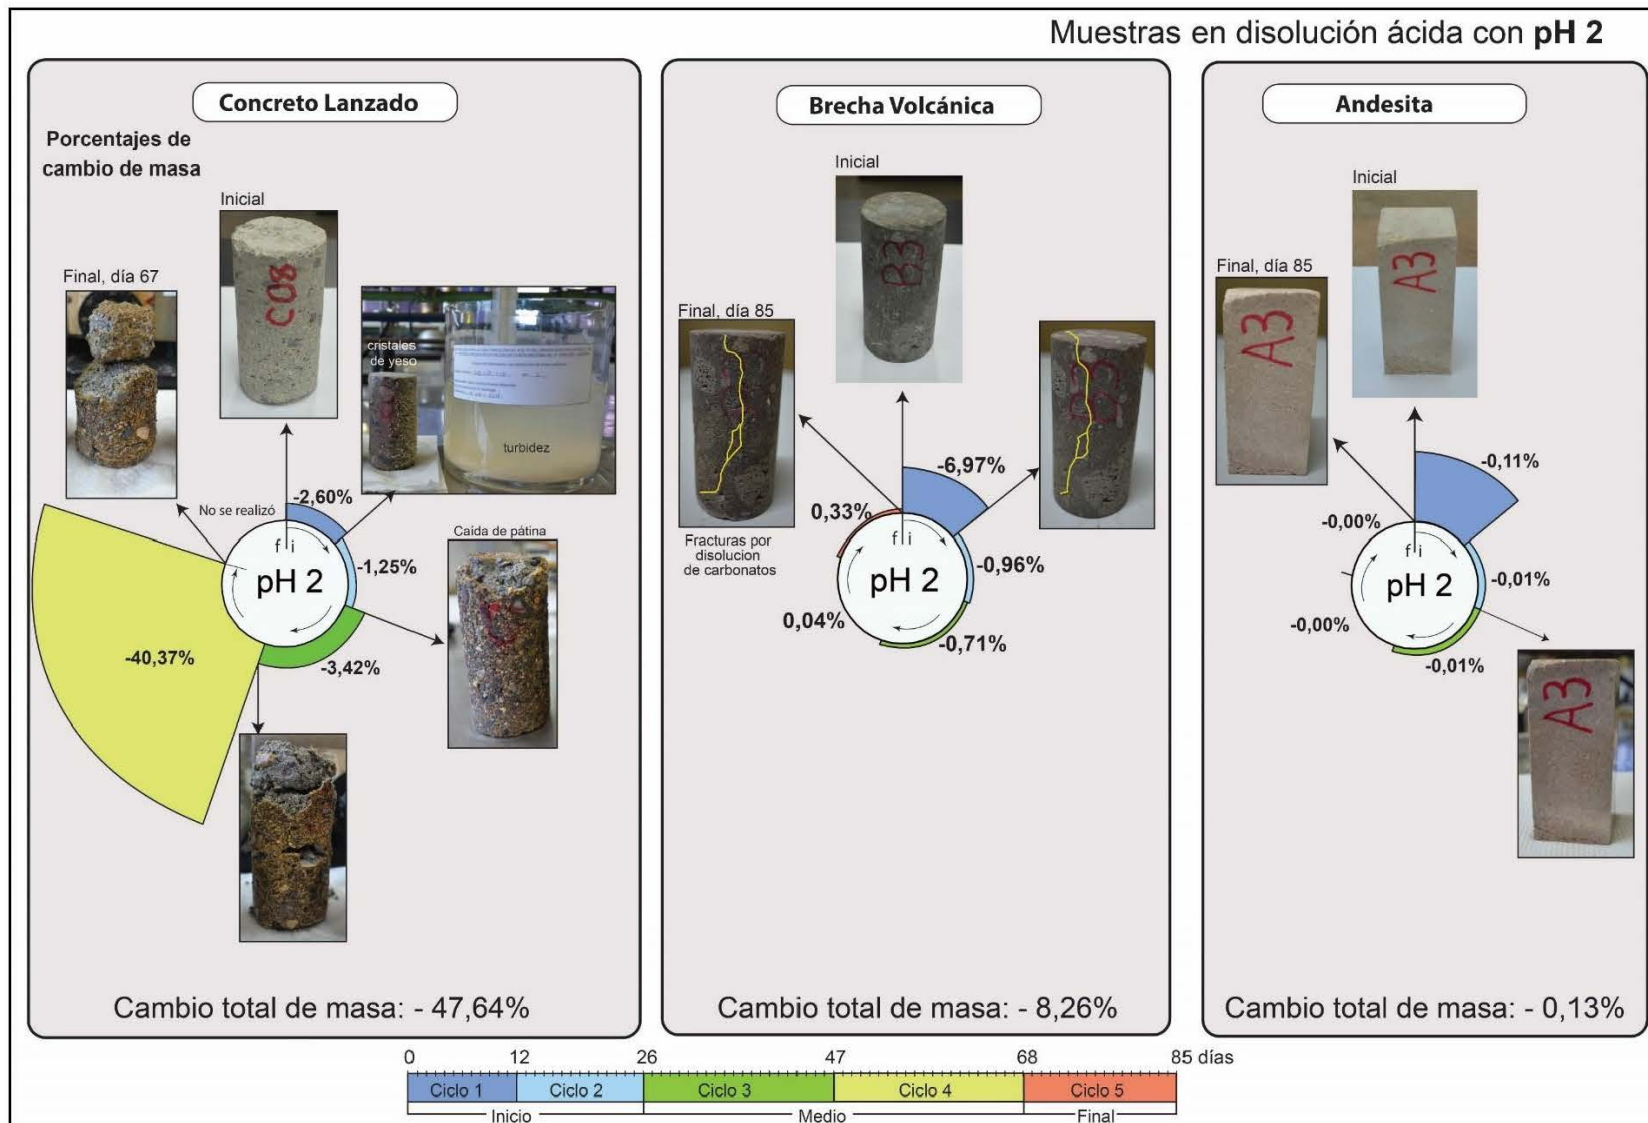 Muestras en disolución ácida con pH 2
Concreto Lanzado
Porcentajes de
cambio de masa
Inicial
C08
Final, día 67
cristales
de yeso
turbidez
No se realizó
-2,60%
-1,25%
Caída de pátina
f i
pH 2
-40,37%
-3,42%
Cambio total de masa: - 47,64%
Brecha Volcánica
Inicial
B3
Final, día 85
B3
-6,97%
0,33%
Fracturas por
disolucion
de carbonatos
f i
pH 2
-0,96%
0,04%
-0,71%
Cambio total de masa: - 8,26%
Andesita
Inicial
A3
Final, día 85
A3
-0,11%
-0,00%
f i
pH 2
-0,01%
-0,00%
-0,01%
A3
Cambio total de masa: - 0,13%
0 12 26 47 68 85 días
Ciclo 1 Ciclo 2 Ciclo 3 Ciclo 4 Ciclo 5
Inicio Medio Final